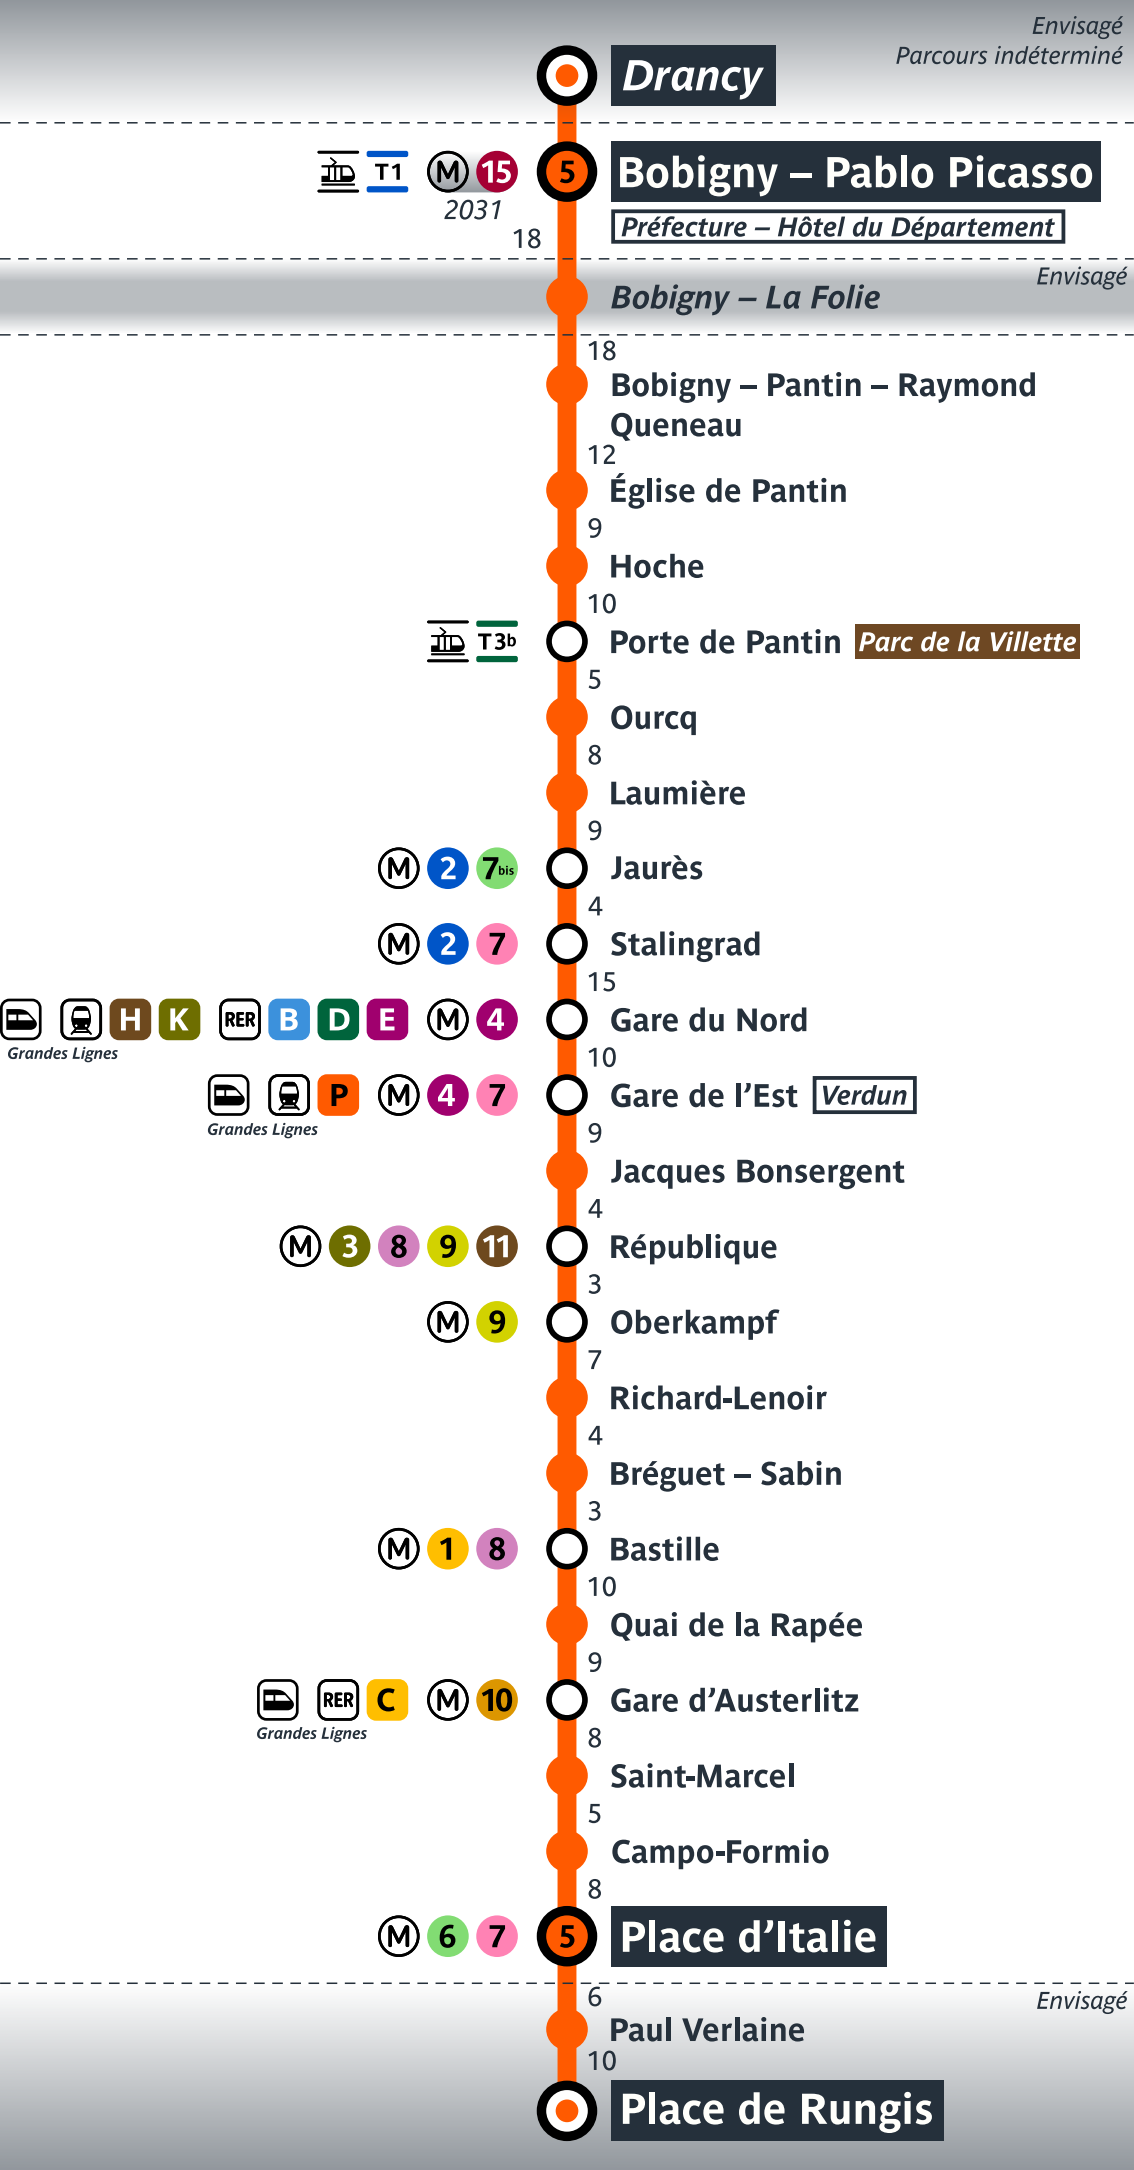 Envisagé
Parcours indéterminé
Drancy
T1 M 15 5 Bobigny – Pablo Picasso
2031
Préfecture – Hôtel du Département
18
Envisagé
Bobigny – La Folie
18
Bobigny – Pantin – Raymond
Queneau
12
Église de Pantin
9
Hoche
10
T3b Porte de Pantin Parc de la Villette
5
Ourcq
8
Laumière
9
M 2 7bis Jaurès
4
M 2 7 Stalingrad
15
H K RER B D E M 4 Gare du Nord
Grandes Lignes
10
P M 4 7 Gare de l’Est Verdun
Grandes Lignes
9
Jacques Bonsergent
4
M 3 8 9 11 République
3
M 9 Oberkampf
7
Richard-Lenoir
4
Bréguet – Sabin
3
M 1 8 Bastille
10
Quai de la Rapée
9
RER C M 10 Gare d’Austerlitz
Grandes Lignes
8
Saint-Marcel
5
Campo-Formio
8
M 6 7 5 Place d’Italie
6
Envisagé
Paul Verlaine
10
Place de Rungis